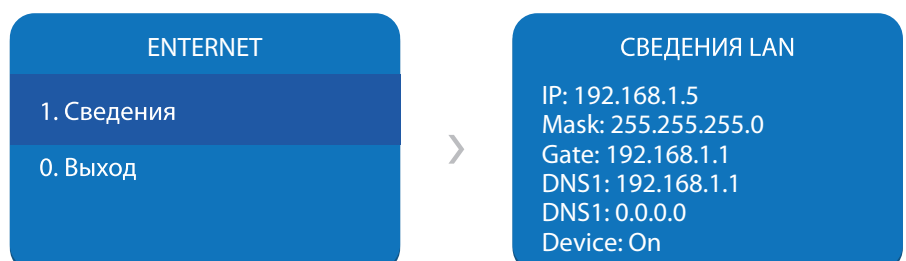 ENTERNET
1. Сведения
0. Выход
СВЕДЕНИЯ LAN
IP: 192.168.1.5
Mask: 255.255.255.0
Gate: 192.168.1.1
DNS1: 192.168.1.1
DNS1: 0.0.0.0
Device: On